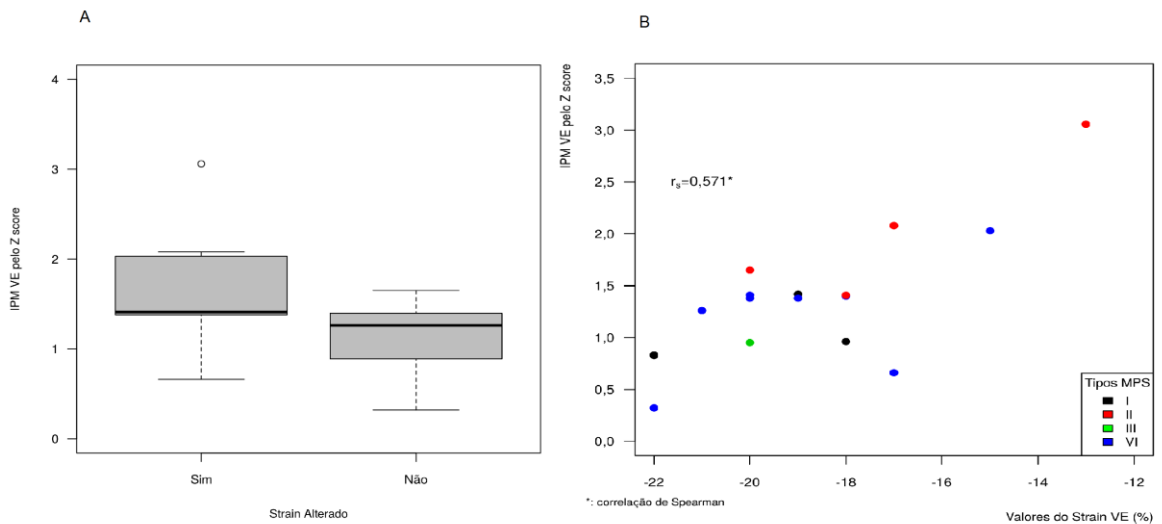 A
IPM VE pelo Z score
4
3
2
1
0
Sim
Não
Strain Alterado
B
IPM VE pelo Z score
3,5
3,0
2,5
2,0
1,5
1,0
0,5
0,0
rs=0,571*
Tipos MPS
I
II
III
VI
-22
-20
-18
-16
-14
-12
*: correlação de Spearman
Valores do Strain VE (%)